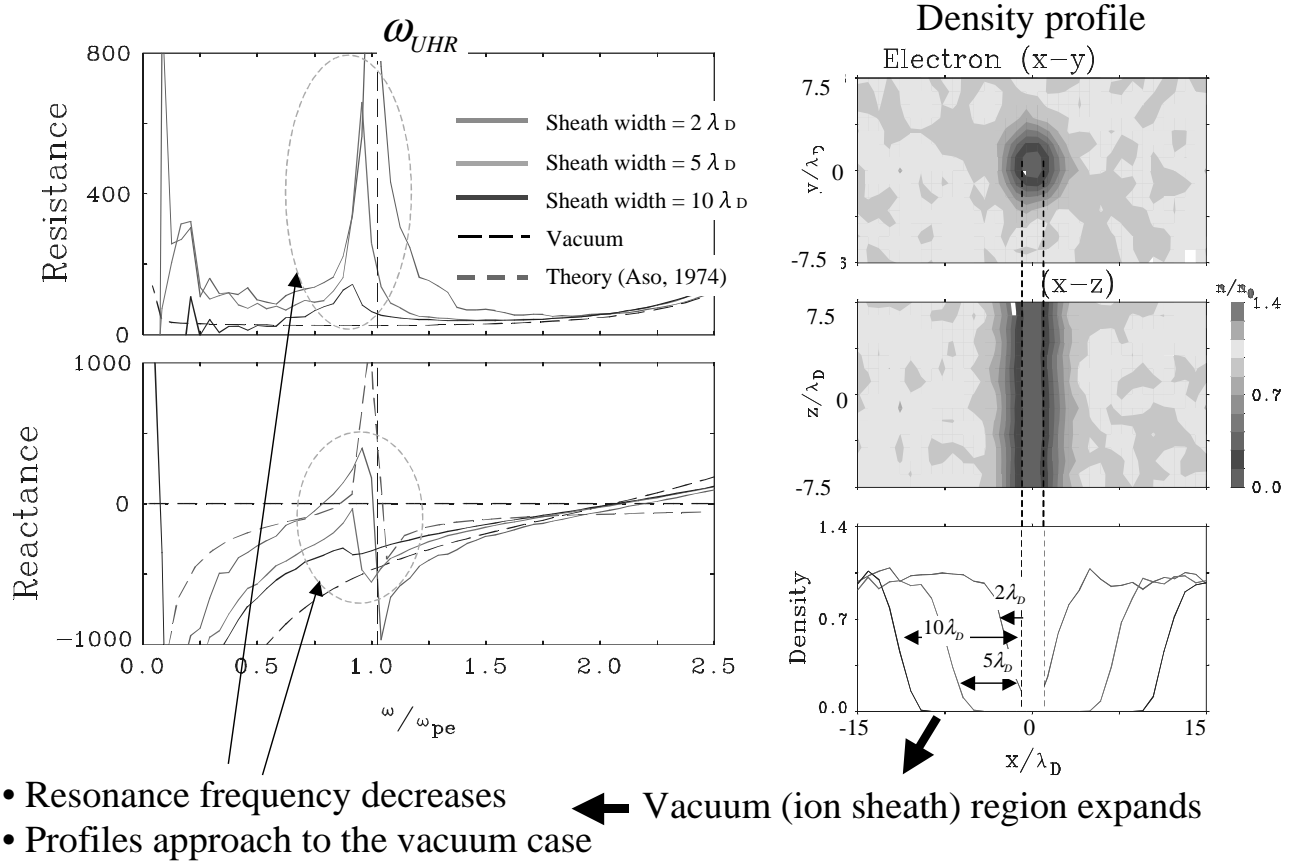 ω_UHR
Resistance
800
400
0
Sheath width = 2 λ D
Sheath width = 5 λ D
Sheath width = 10 λ D
Vacuum
Theory (Aso, 1974)
Reactance
1000
0
−1000
0.0 0.5 1.0 1.5 2.0 2.5
ω/ω_pe
Density profile
Electron (x−y)
y/λ_D
7.5
0
-7.5
(x−z)
z/λ_D
7.5
0
-7.5
n/n_0
1.4
0.7
0.0
Density
1.4
0.7
0.0
2λ_D
10λ_D
5λ_D
-15 0 15
x/λ_D
• Resonance frequency decreases
• Profiles approach to the vacuum case
Vacuum (ion sheath) region expands